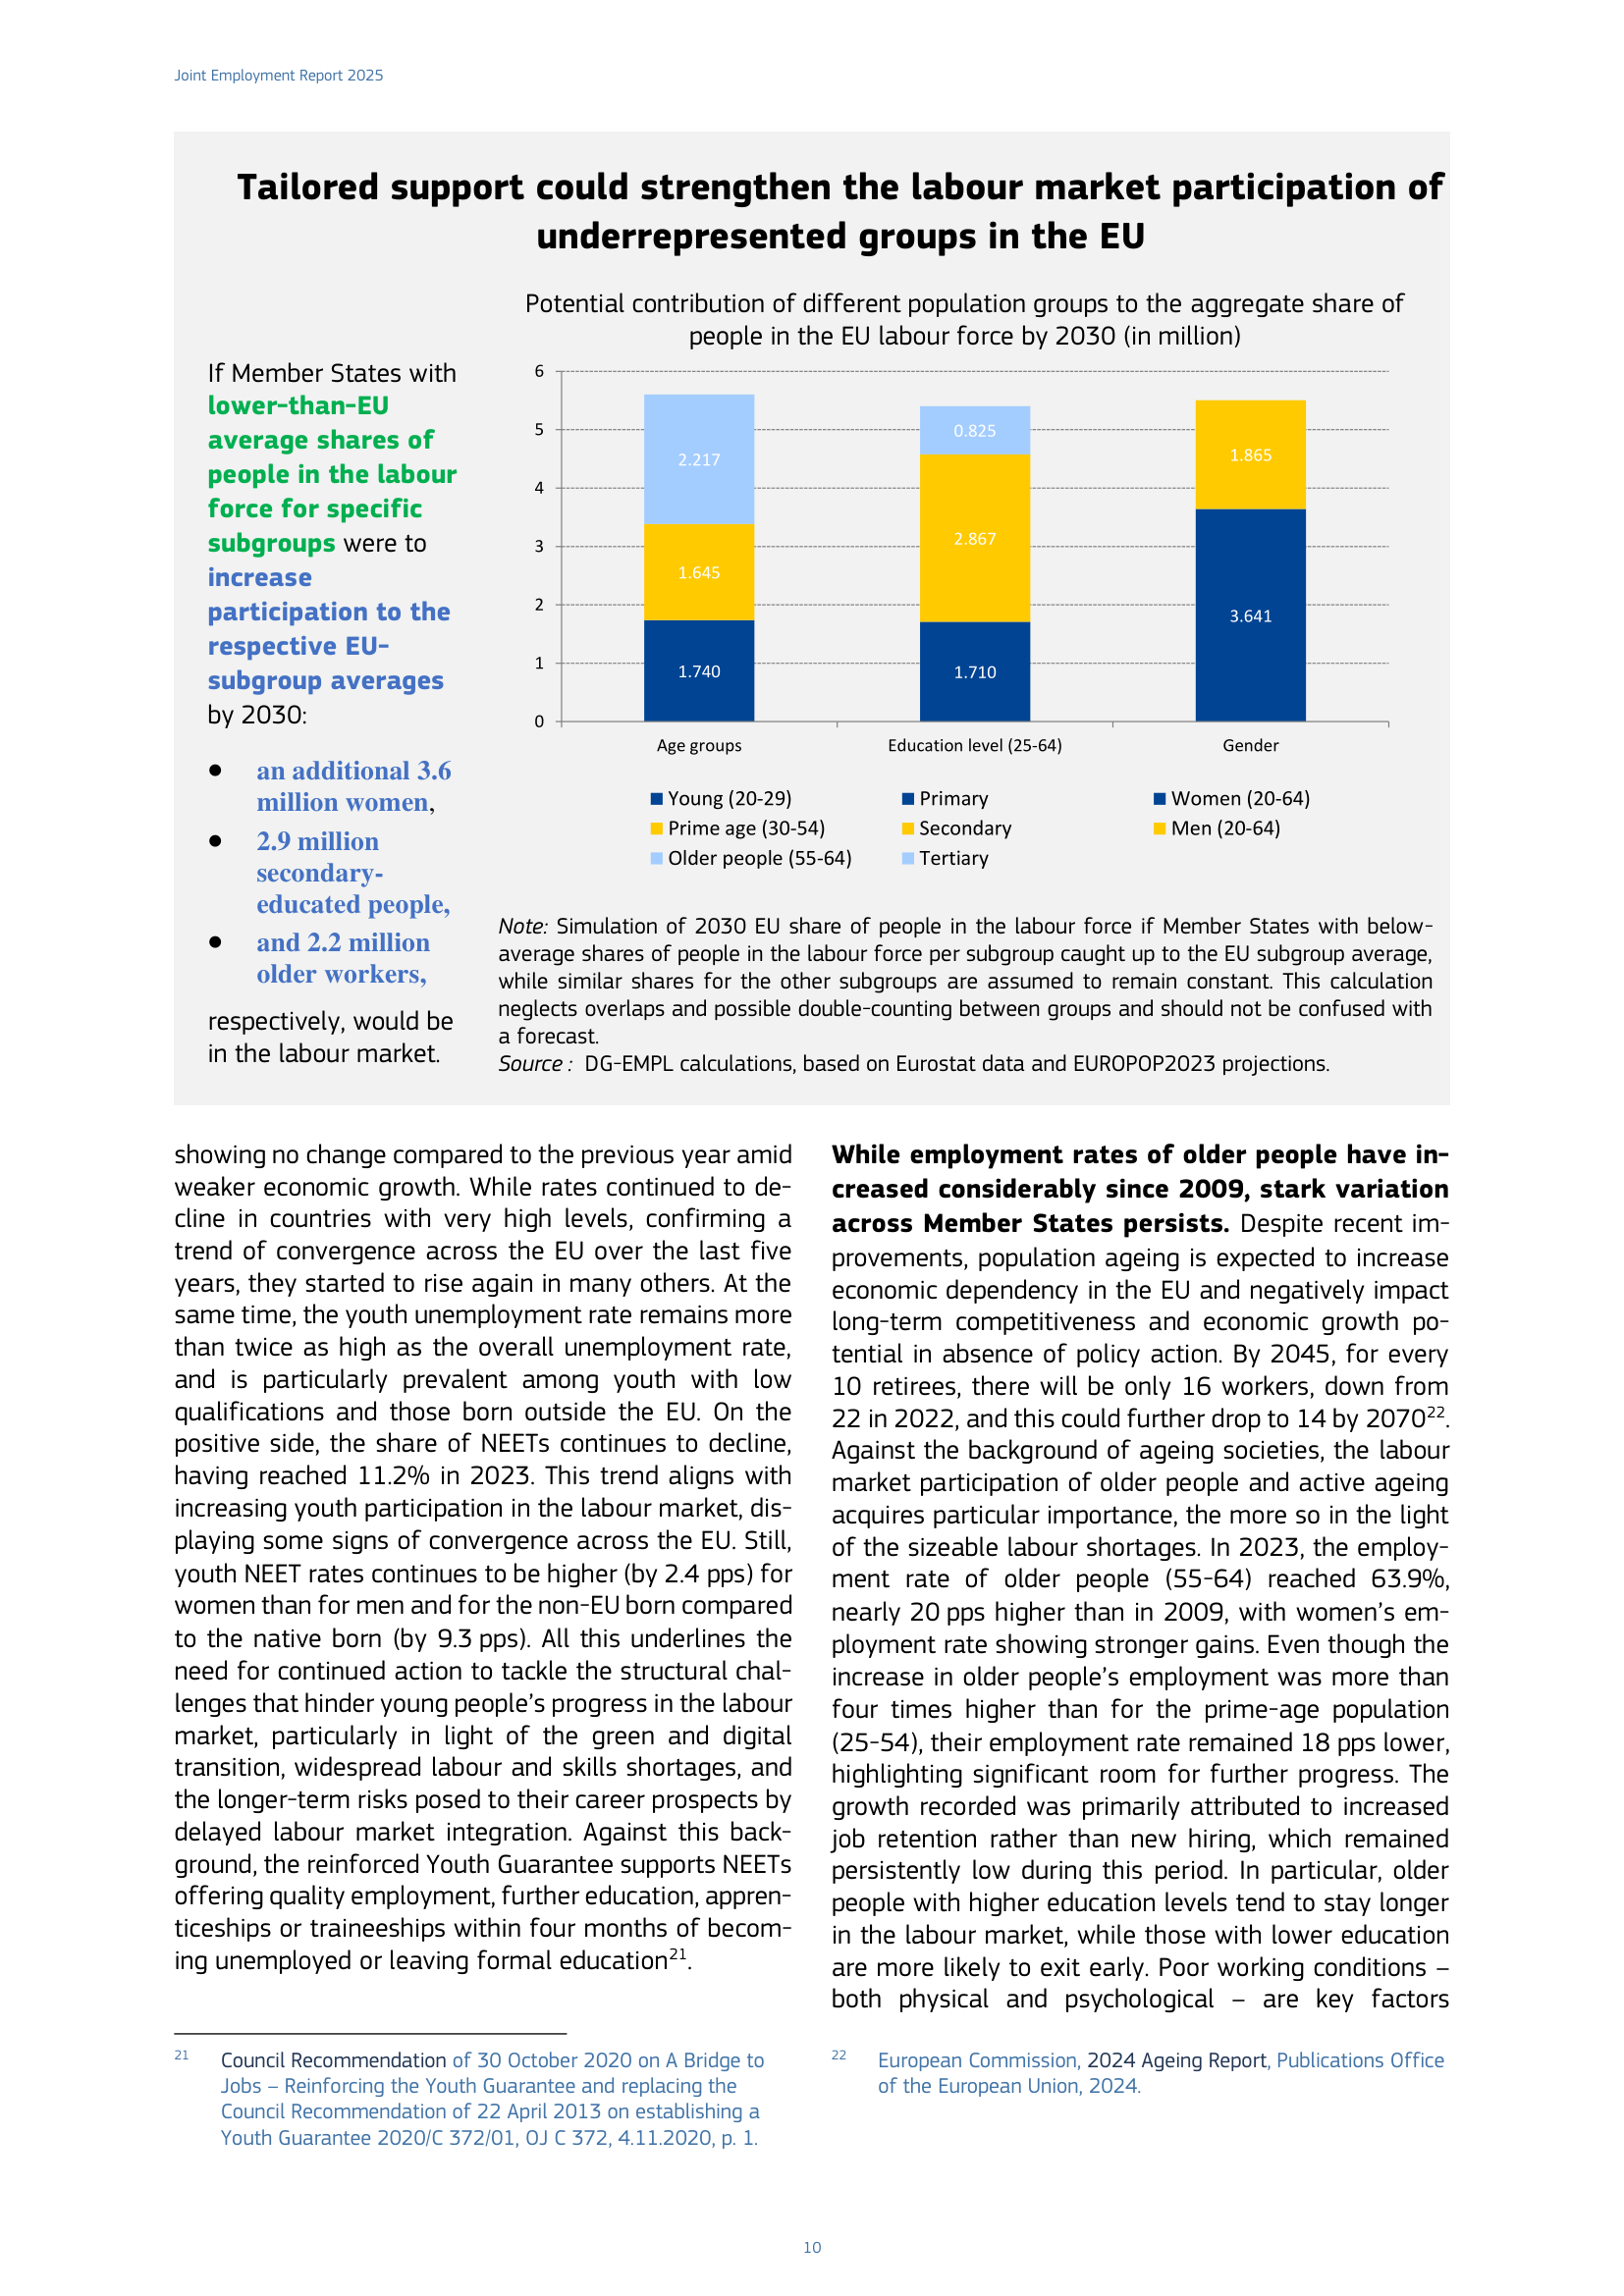 Joint Employment Report 2025
Tailored support could strengthen the labour market participation of
underrepresented groups in the EU
If Member States with
lower-than-EU
average shares of
people in the labour
force for specific
subgroups were to
increase
participation to the
respective EU-
subgroup averages
by 2030:
• an additional 3.6
million women,
• 2.9 million
secondary-
educated people,
• and 2.2 million
older workers,
respectively, would be
in the labour market.
Potential contribution of different population groups to the aggregate share of
people in the EU labour force by 2030 (in million)
6
5
4
3
2
1
0
2.217
1.645
1.740
0.825
2.867
1.710
1.865
3.641
Age groups
Education level (25-64)
Gender
Young (20-29)
Primary
Women (20-64)
Prime age (30-54)
Secondary
Men (20-64)
Older people (55-64)
Tertiary
Note: Simulation of 2030 EU share of people in the labour force if Member States with below-
average shares of people in the labour force per subgroup caught up to the EU subgroup average,
while similar shares for the other subgroups are assumed to remain constant. This calculation
neglects overlaps and possible double-counting between groups and should not be confused with
a forecast.
Source : DG-EMPL calculations, based on Eurostat data and EUROPOP2023 projections.
showing no change compared to the previous year amid
weaker economic growth. While rates continued to de-
cline in countries with very high levels, confirming a
trend of convergence across the EU over the last five
years, they started to rise again in many others. At the
same time, the youth unemployment rate remains more
than twice as high as the overall unemployment rate,
and is particularly prevalent among youth with low
qualifications and those born outside the EU. On the
positive side, the share of NEETs continues to decline,
having reached 11.2% in 2023. This trend aligns with
increasing youth participation in the labour market, dis-
playing some signs of convergence across the EU. Still,
youth NEET rates continues to be higher (by 2.4 pps) for
women than for men and for the non-EU born compared
to the native born (by 9.3 pps). All this underlines the
need for continued action to tackle the structural chal-
lenges that hinder young people's progress in the labour
market, particularly in light of the green and digital
transition, widespread labour and skills shortages, and
the longer-term risks posed to their career prospects by
delayed labour market integration. Against this back-
ground, the reinforced Youth Guarantee supports NEETs
offering quality employment, further education, appren-
ticeships or traineeships within four months of becom-
ing unemployed or leaving formal education21.
While employment rates of older people have in-
creased considerably since 2009, stark variation
across Member States persists. Despite recent im-
provements, population ageing is expected to increase
economic dependency in the EU and negatively impact
long-term competitiveness and economic growth po-
tential in absence of policy action. By 2045, for every
10 retirees, there will be only 16 workers, down from
22 in 2022, and this could further drop to 14 by 207022.
Against the background of ageing societies, the labour
market participation of older people and active ageing
acquires particular importance, the more so in the light
of the sizeable labour shortages. In 2023, the employ-
ment rate of older people (55-64) reached 63.9%,
nearly 20 pps higher than in 2009, with women's em-
ployment rate showing stronger gains. Even though the
increase in older people's employment was more than
four times higher than for the prime-age population
(25-54), their employment rate remained 18 pps lower,
highlighting significant room for further progress. The
growth recorded was primarily attributed to increased
job retention rather than new hiring, which remained
persistently low during this period. In particular, older
people with higher education levels tend to stay longer
in the labour market, while those with lower education
are more likely to exit early. Poor working conditions –
both physical and psychological – are key factors
21 Council Recommendation of 30 October 2020 on A Bridge to
Jobs – Reinforcing the Youth Guarantee and replacing the
Council Recommendation of 22 April 2013 on establishing a
Youth Guarantee 2020/C 372/01, OJ C 372, 4.11.2020, p. 1.
22 European Commission, 2024 Ageing Report, Publications Office
of the European Union, 2024.
10